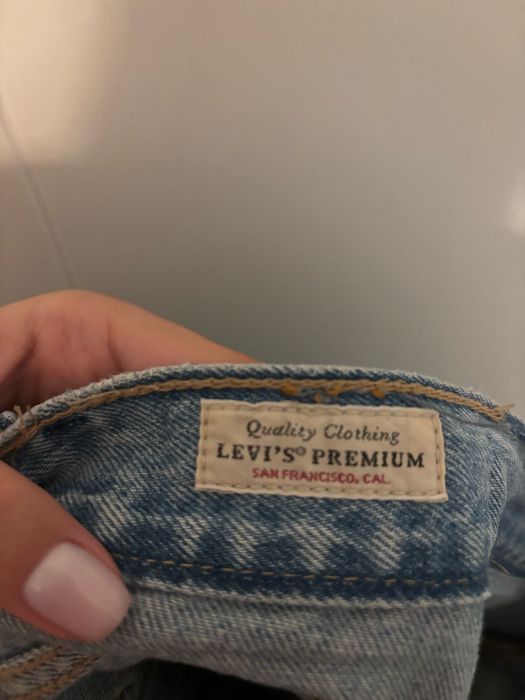 Quality Clothing
LEVI'S® PREMIUM
SAN FRANCISCO, CAL.